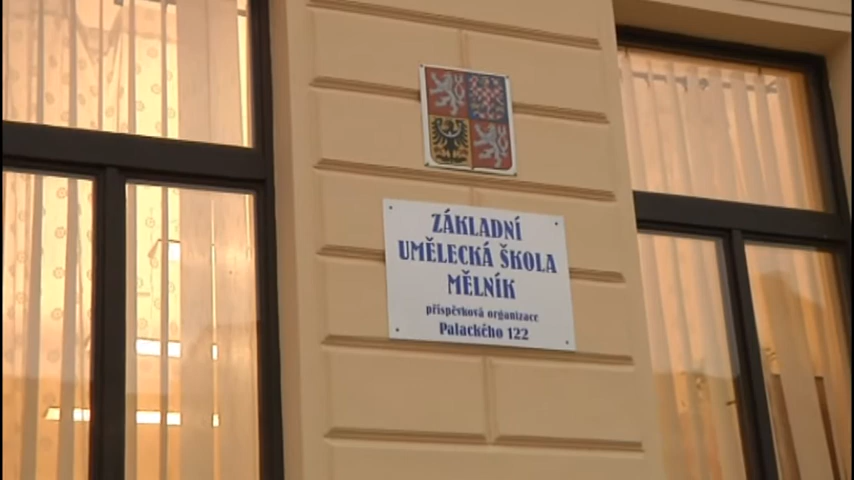 ZÁKLADNÍ
UMĚLECKÁ ŠKOLA
MĚLNÍK
příspěvková organizace
Palackého 122